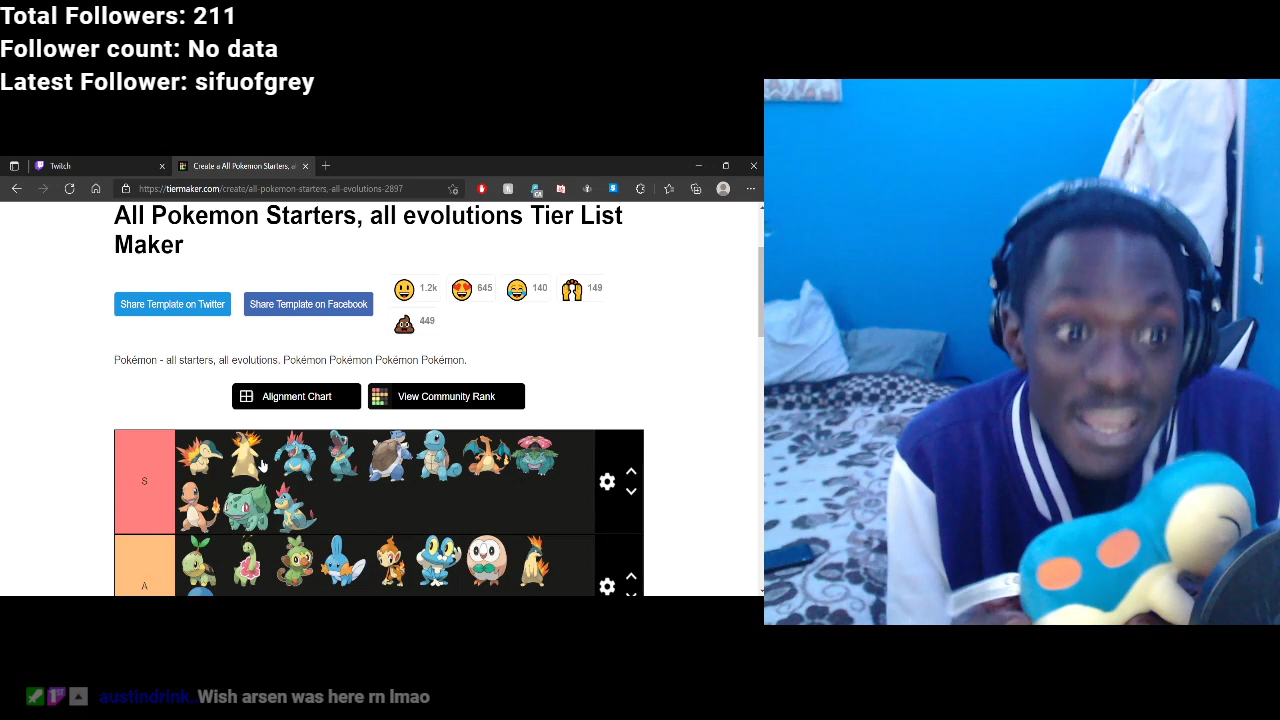 Total Followers: 211
Follower count: No data
Latest Follower: sifuofgrey
Twitch
Create a All Pokemon Starters, a
https://tiermaker.com/create/all-pokemon-starters,-all-evolutions-2897
All Pokemon Starters, all evolutions Tier List
Maker
Share Template on Twitter
Share Template on Facebook
1.2k
645
140
149
449
Pokémon - all starters, all evolutions. Pokémon Pokémon Pokémon Pokémon.
Alignment Chart
View Community Rank
S
A
austindrink.. Wish arsen was here rn lmao